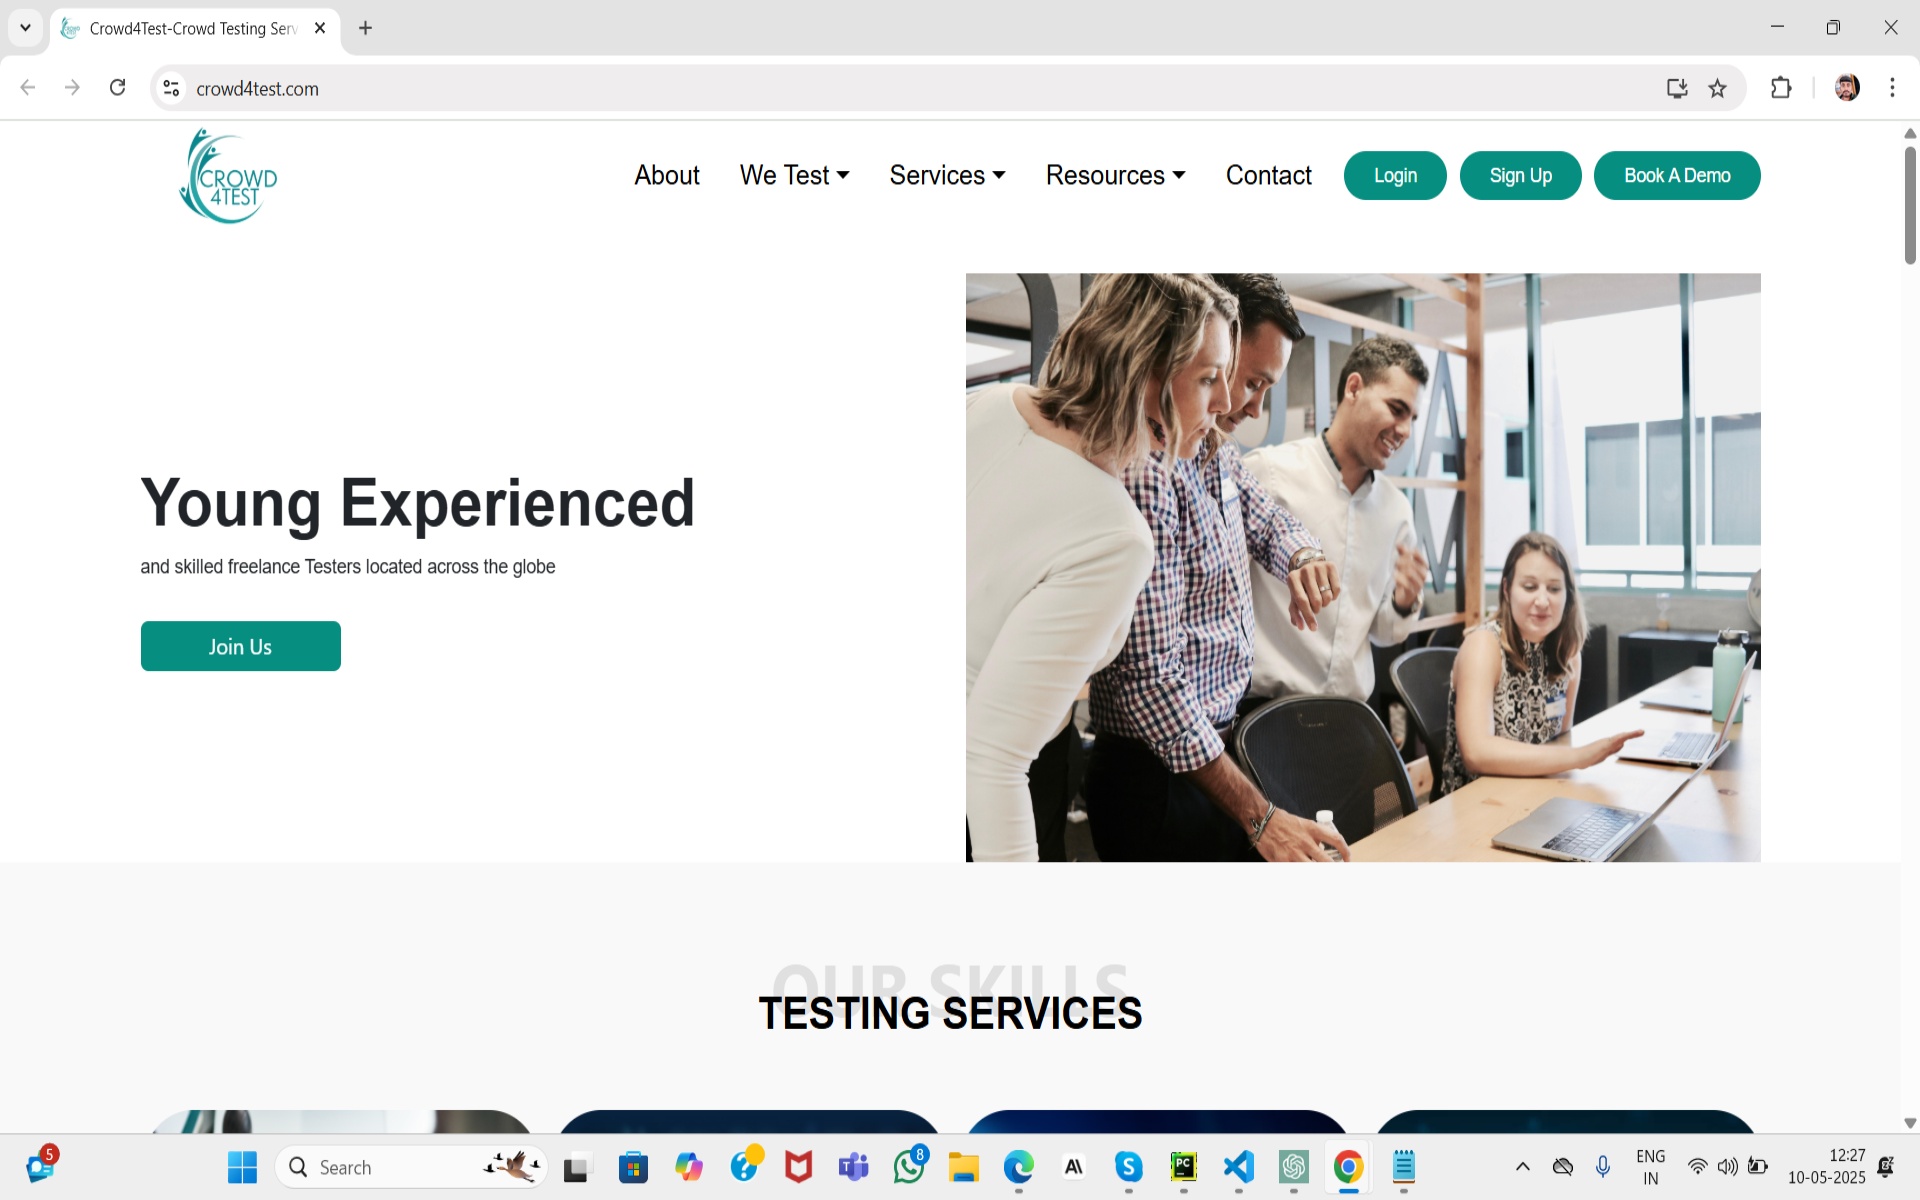 Crowd4Test-Crowd Testing Serv
crowd4test.com
CROWD
4TEST
About
We Test
Services
Resources
Contact
Login
Sign Up
Book A Demo
Young Experienced
and skilled freelance Testers located across the globe
Join Us
OUR SKILLS
TESTING SERVICES
5
Search
8
ENG
IN
12:27
10-05-2025